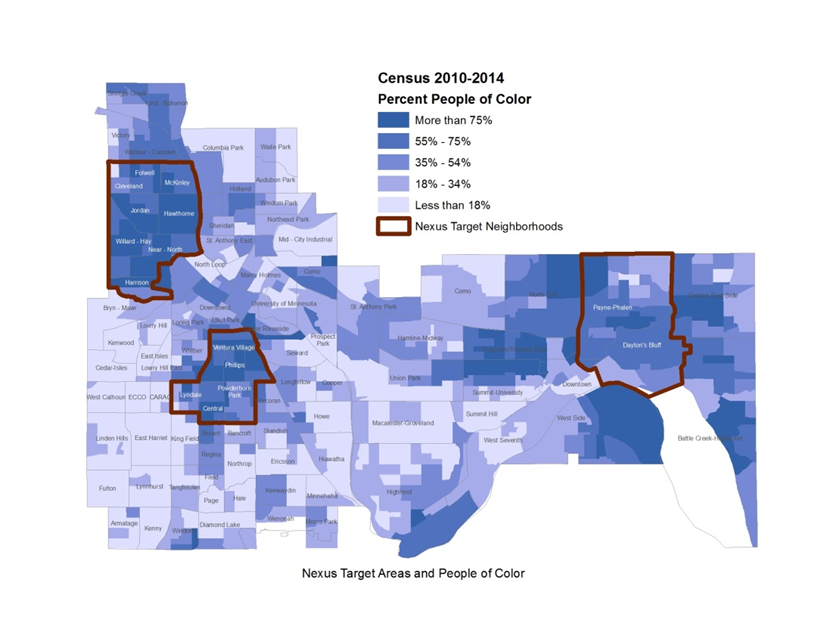 Census 2010-2014
Percent People of Color
More than 75%
55% - 75%
35% - 54%
18% - 34%
Less than 18%
Nexus Target Neighborhoods
Victory
Columbia Park
Waite Park
Audubon Park
Holland
Windom Park
Northeast Park
Sheridan
St. Anthony East
Mid - City Industrial
Folwell
Cleveland
McKinley
Jordan
Hawthorne
Willard - Hay
Near - North
Harrison
North Loop
Marcy Holmes
Como
University of Minnesota
Bryn - Mawr
Downtown
Loring Park
Elliot Park
Lowry Hill
Kenwood
East Isles
Cedar-Isles
Lowry Hill East
Whittier
Ventura Village
Phillips
Powderhorn
Park
Lyndale
Central
Seward
Prospect
Park
Longfellow
Cooper
Corcoran
West Calhoun
ECCO
CARAG
Howe
Linden Hills
East Harriet
King Field
Bryant
Bancroft
Standish
Regina
Northrop
Ericsson
Hiawatha
Field
Fulton
Lynnhurst
Tangletown
Page
Hale
Keewaydin
Minnehaha
Armatage
Kenny
Windom
Diamond Lake
Wenonah
Morris Park
St. Anthony Park
Como
North End
Payne-Phalen
Greater East Side
Hamline-Midway
Dayton's Bluff
Union Park
Summit-University
Downtown
Macalester-Groveland
Summit Hill
West Side
West Seventh
Highland
Nexus Target Areas and People of Color